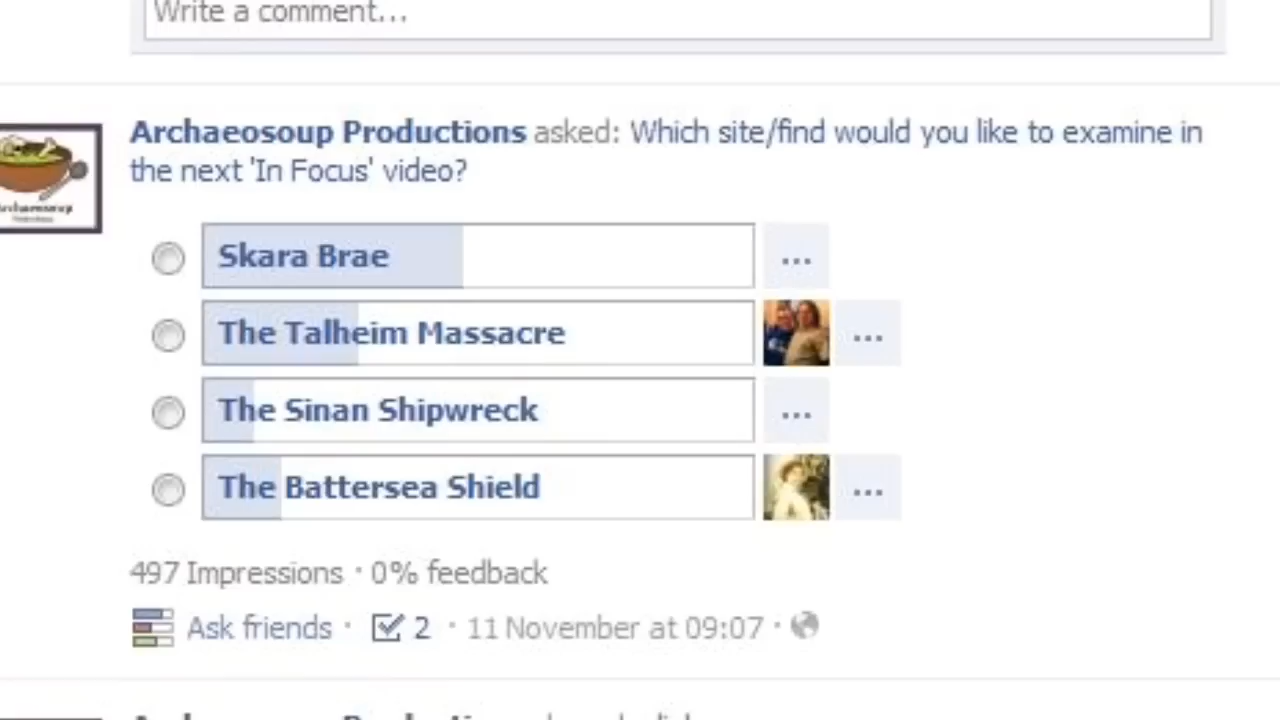 Write a comment...
Archaeosoup Productions asked: Which site/find would you like to examine in
the next 'In Focus' video?
Skara Brae
...
The Talheim Massacre
...
The Sinan Shipwreck
...
The Battersea Shield
...
497 Impressions · 0% feedback
Ask friends · 2 · 11 November at 09:07 ·